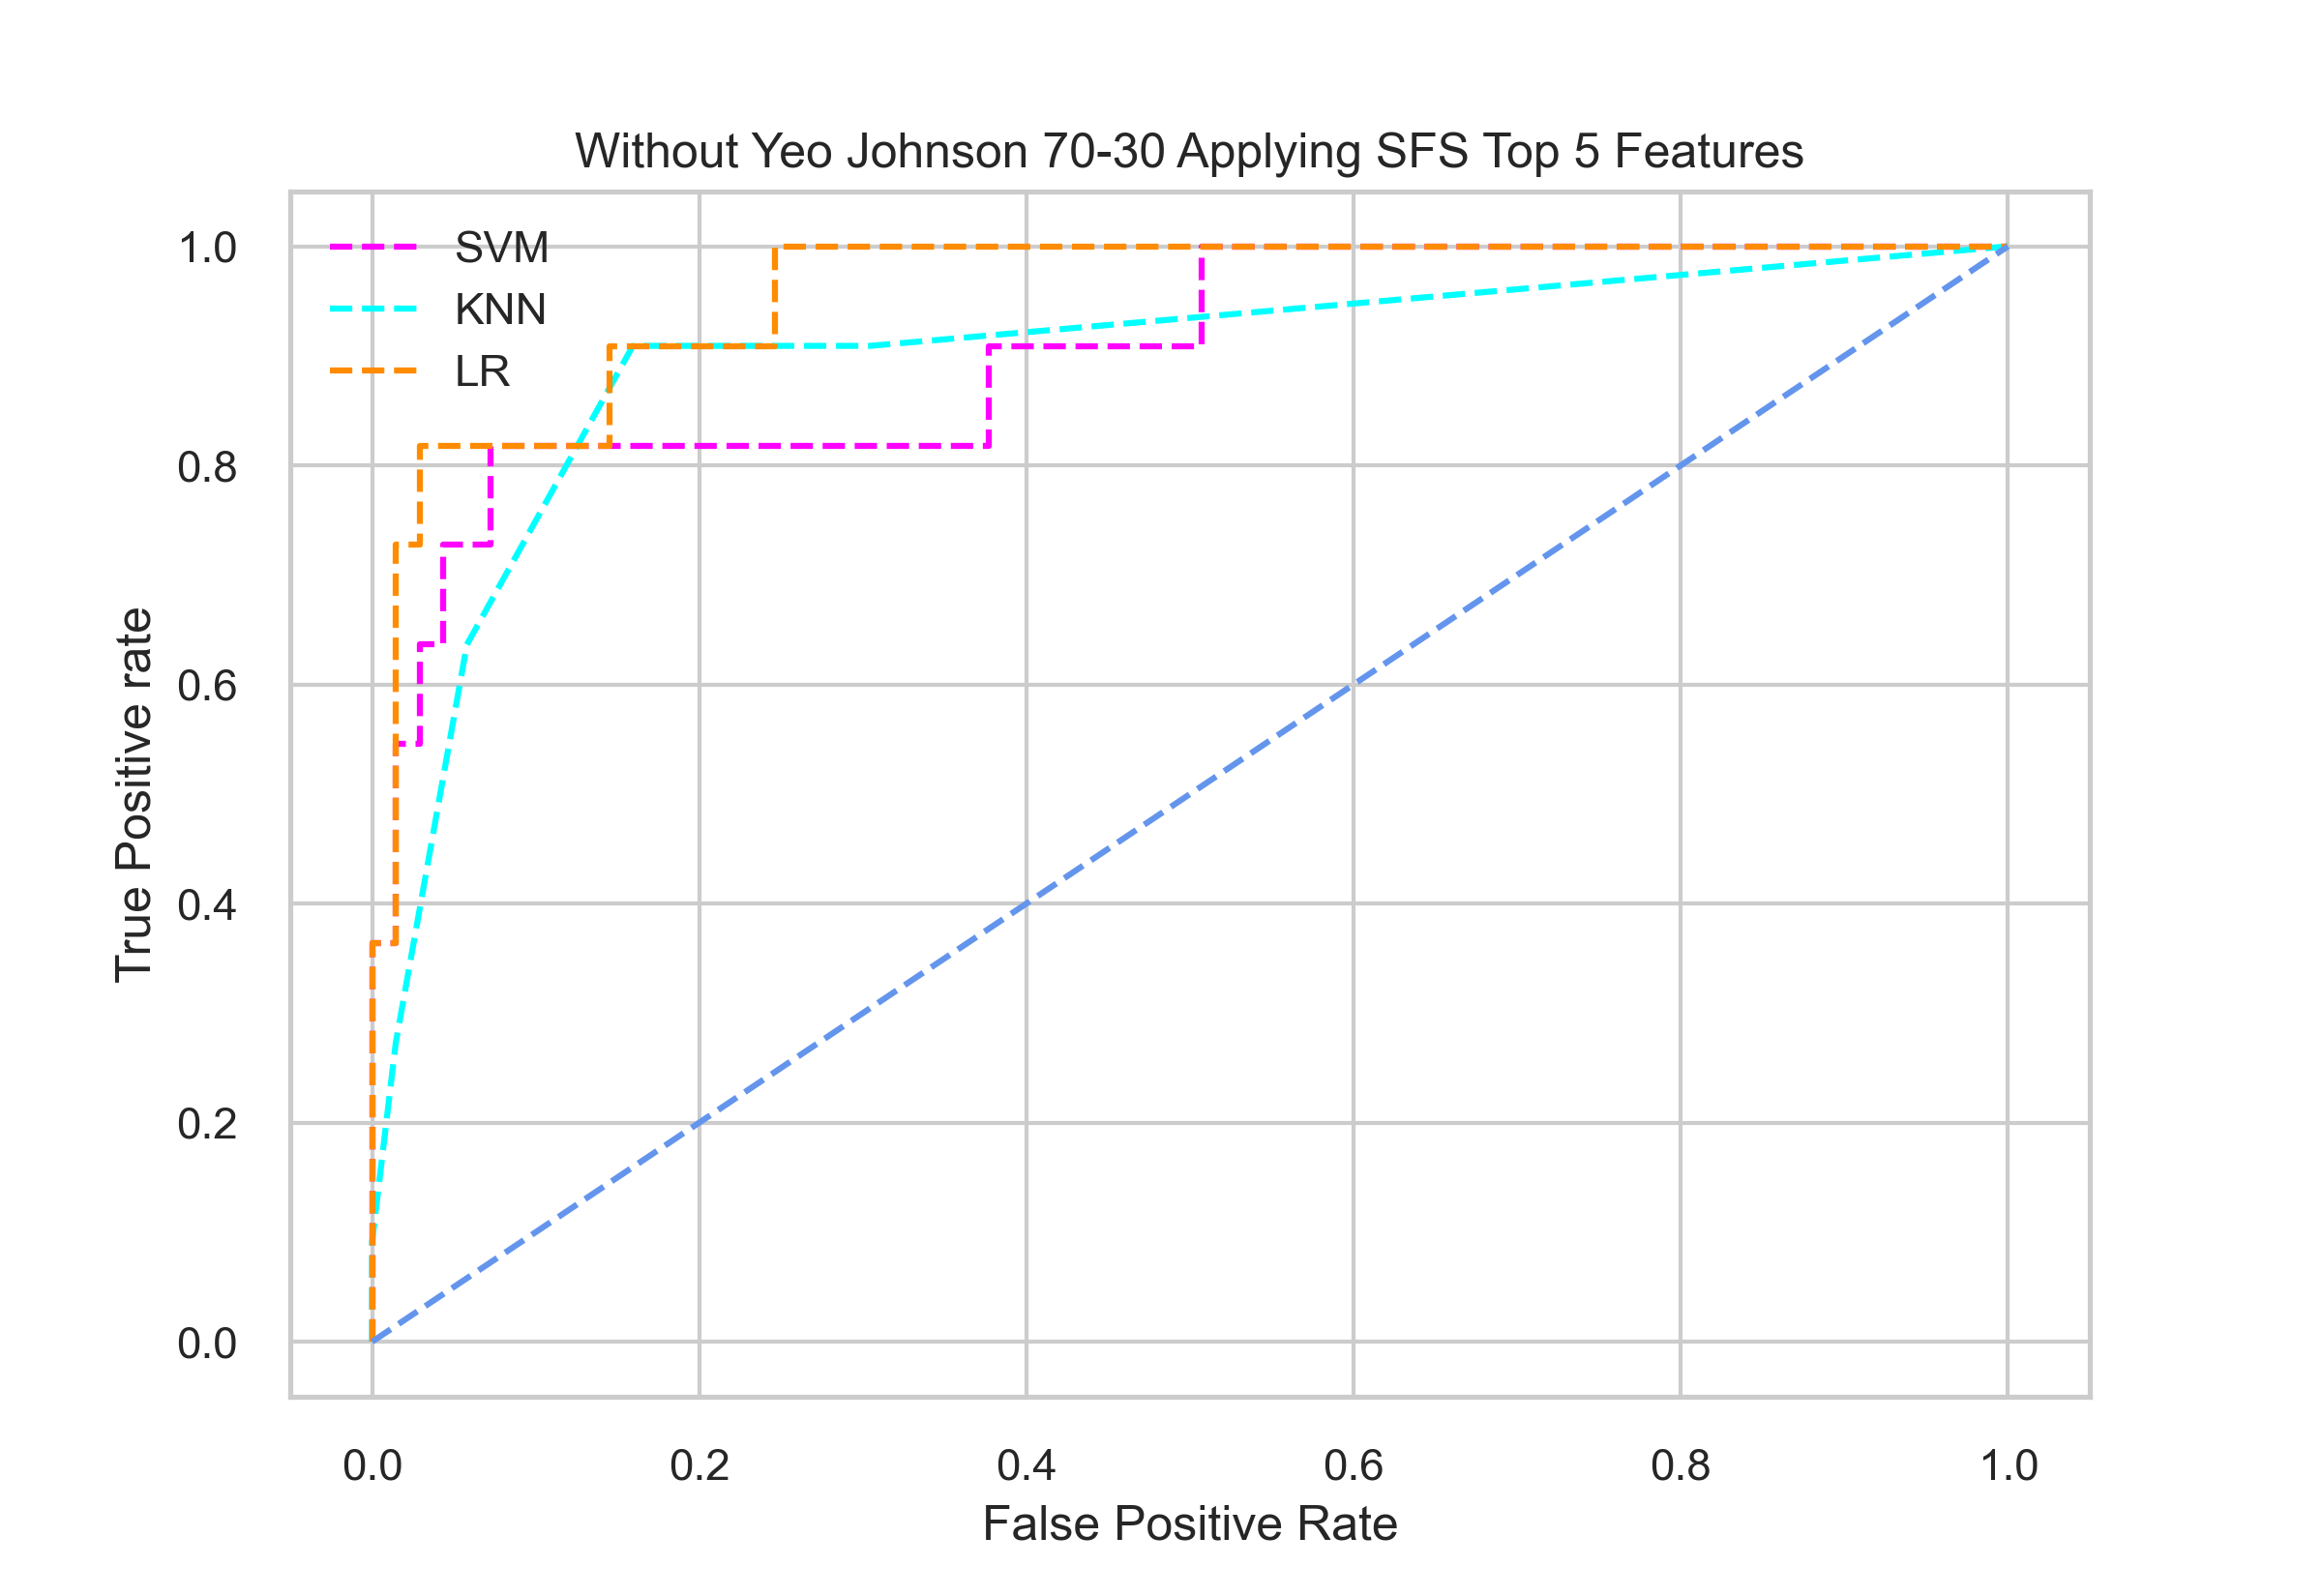 Without Yeo Johnson 70-30 Applying SFS Top 5 Features
SVM
KNN
LR
1.0
0.8
0.6
0.4
0.2
0.0
True Positive rate
0.0 0.2 0.4 0.6 0.8 1.0
False Positive Rate